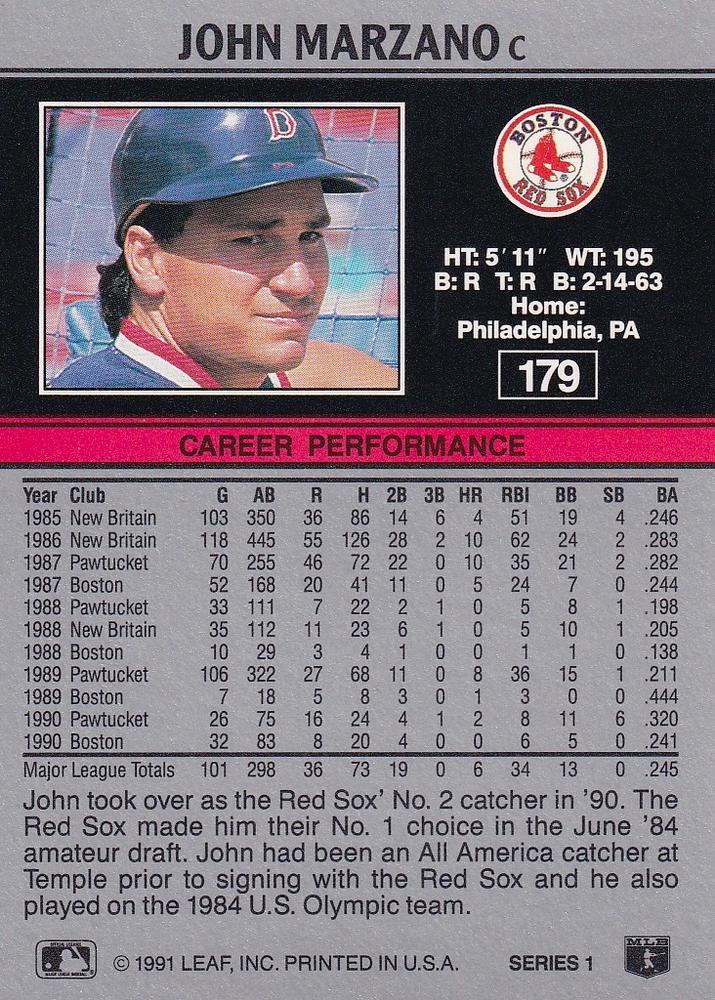 JOHN MARZANO C
B
BOSTON
RED SOX
HT: 5' 11" WT: 195
B: R T: R B: 2-14-63
Home:
Philadelphia, PA
179
CAREER PERFORMANCE
Year Club G AB R H 2B 3B HR RBI BB SB BA
1985 New Britain 103 350 36 86 14 6 4 51 19 4 .246
1986 New Britain 118 445 55 126 28 2 10 62 24 2 .283
1987 Pawtucket 70 255 46 72 22 0 10 35 21 2 .282
1987 Boston 52 168 20 41 11 0 5 24 7 0 .244
1988 Pawtucket 33 111 7 22 2 1 0 5 8 1 .198
1988 New Britain 35 112 11 23 6 1 0 5 10 1 .205
1988 Boston 10 29 3 4 1 0 0 1 1 0 .138
1989 Pawtucket 106 322 27 68 11 0 8 36 15 1 .211
1989 Boston 7 18 5 8 3 0 1 3 0 0 .444
1990 Pawtucket 26 75 16 24 4 1 2 8 11 6 .320
1990 Boston 32 83 8 20 4 0 0 6 5 0 .241
Major League Totals 101 298 36 73 19 0 6 34 13 0 .245
John took over as the Red Sox' No. 2 catcher in '90. The
Red Sox made him their No. 1 choice in the June '84
amateur draft. John had been an All America catcher at
Temple prior to signing with the Red Sox and he also
played on the 1984 U.S. Olympic team.
© 1991 LEAF, INC. PRINTED IN U.S.A. SERIES 1
MLB